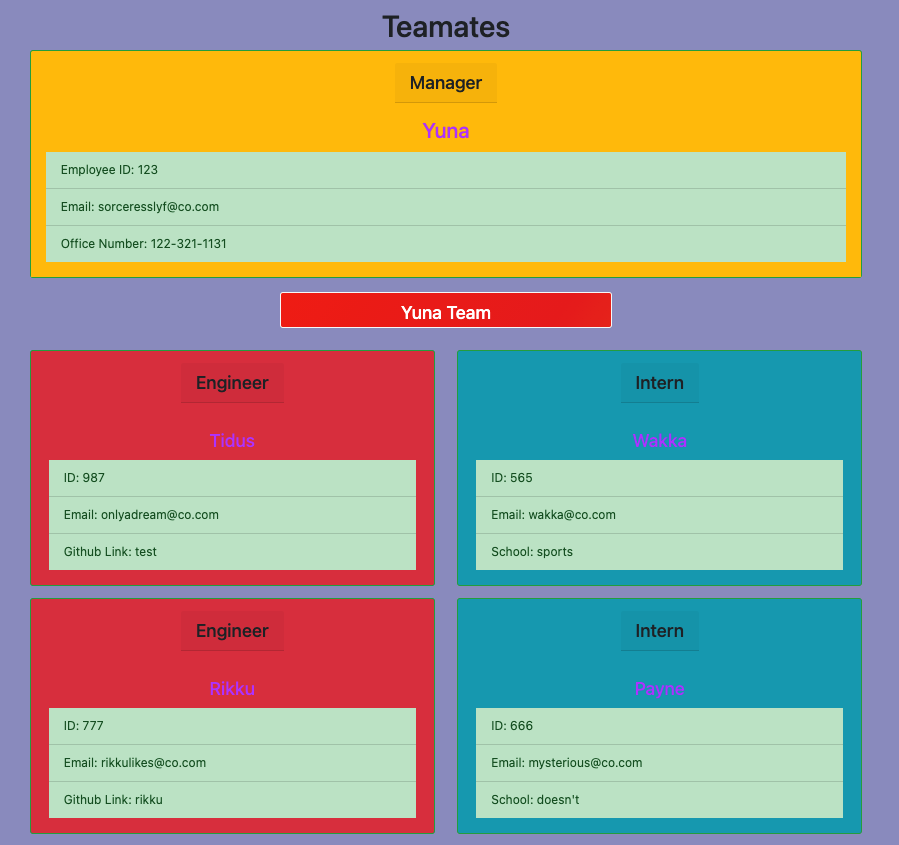 Teamates
Manager
Yuna
Employee ID: 123
Email: sorceresslyf@co.com
Office Number: 122-321-1131
Yuna Team
Engineer
Tidus
ID: 987
Email: onlyadream@co.com
Github Link: test
Intern
Wakka
ID: 565
Email: wakka@co.com
School: sports
Engineer
Rikku
ID: 777
Email: rikkulikes@co.com
Github Link: rikku
Intern
Payne
ID: 666
Email: mysterious@co.com
School: doesn't